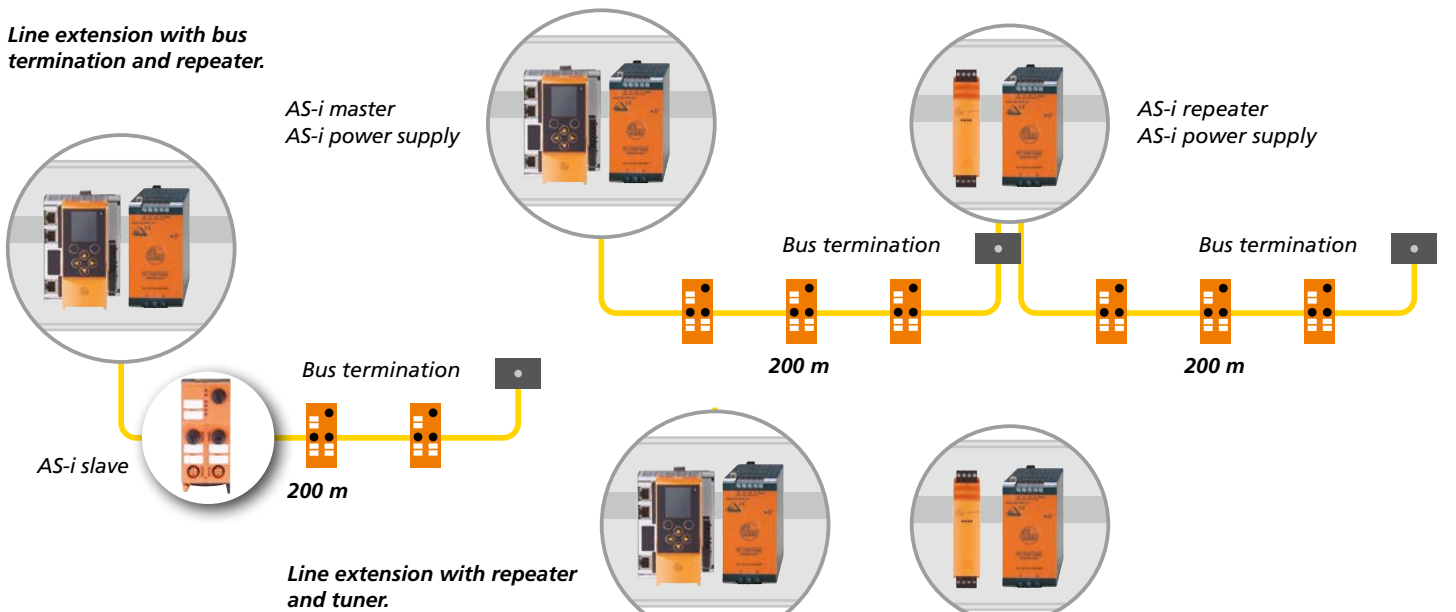 Line extension with bus
termination and repeater.
AS-i master
AS-i power supply
AS-i repeater
AS-i power supply
Bus termination
Bus termination
200 m
200 m
Bus termination
AS-i slave
200 m
Line extension with repeater
and tuner.